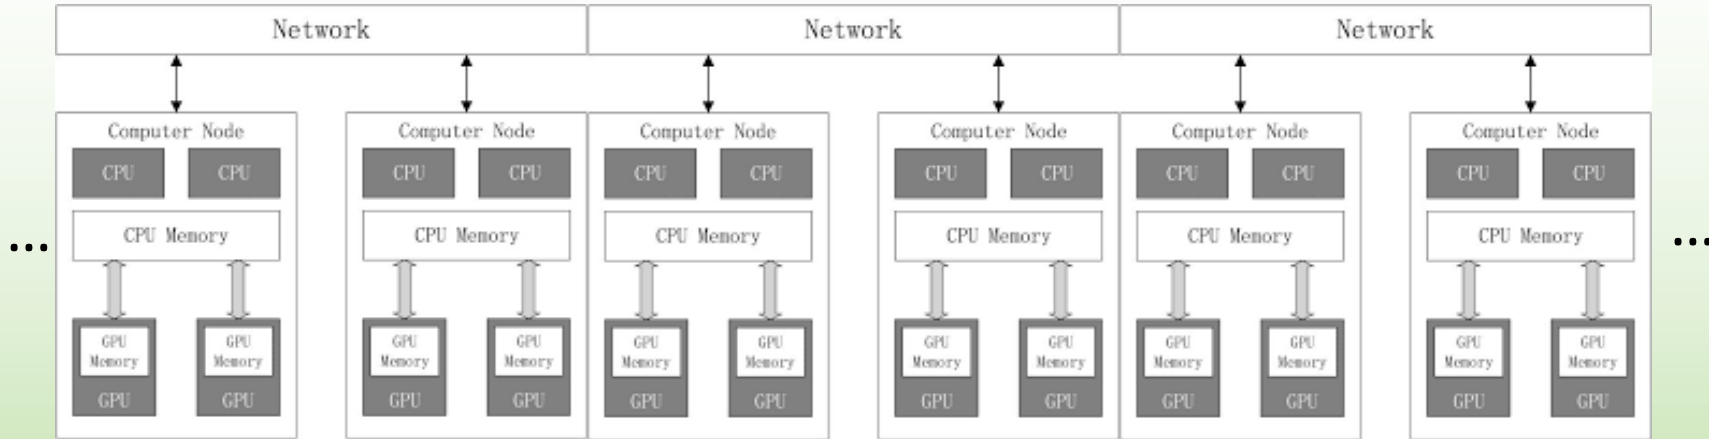 Network Network Network
Computer Node Computer Node Computer Node Computer Node Computer Node Computer Node
CPU CPU CPU CPU CPU CPU CPU CPU CPU CPU CPU CPU
CPU Memory CPU Memory CPU Memory CPU Memory CPU Memory CPU Memory
... ...
GPU GPU GPU GPU GPU GPU GPU GPU GPU GPU GPU GPU
Memory Memory Memory Memory Memory Memory Memory Memory Memory Memory Memory Memory
GPU GPU GPU GPU GPU GPU GPU GPU GPU GPU GPU GPU